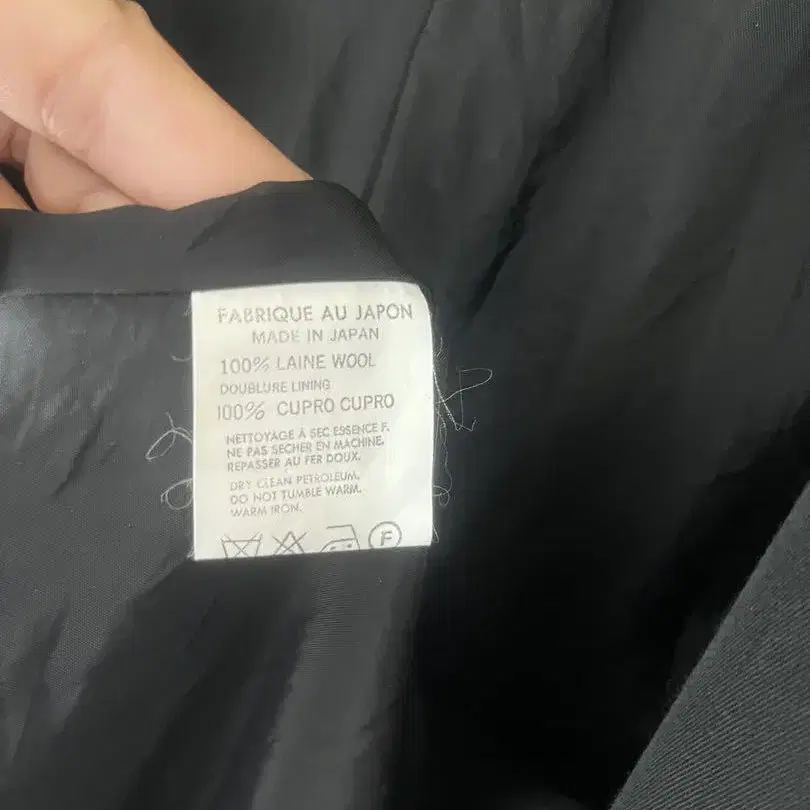 FABRIQUE AU JAPON
MADE IN JAPAN
100% LAINE WOOL
DOUBLURE LINING
100% CUPRO CUPRO
NETTOYAGE À SEC ESSENCE F.
NE PAS SECHER EN MACHINE.
REPASSER AU FER DOUX.
DRY CLEAN PETROLEUM.
DO NOT TUMBLE WARM.
WARM IRON.
F